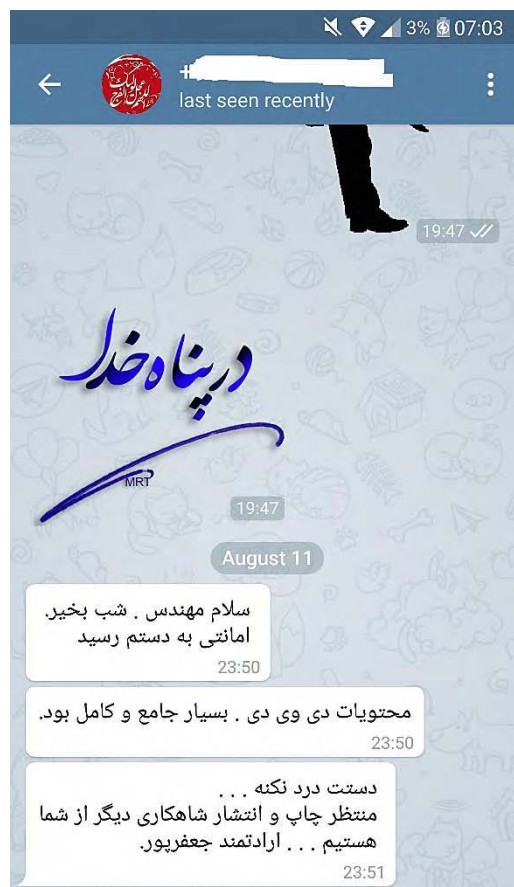 3% 07:03
+
last seen recently
19:47
در پناه خدا
MRT
19:47
August 11
سلام مهندس . شب بخیر.
امانتی به دستم رسید
23:50
محتویات دی وی دی . بسیار جامع و کامل بود.
23:50
دستت درد نکنه . . .
منتظر چاپ و انتشار شاهکاری دیگر از شما
هستیم . . . ارادتمند جعفرپور.
23:51